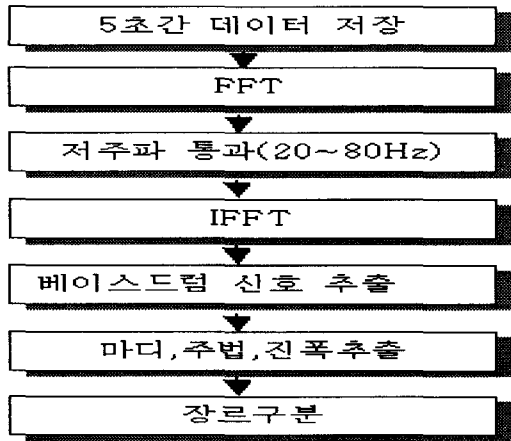 5초간 데이터 저장
FFT
저주파 통과(20~80Hz)
IFFT
베이스드럼 신호 추출
마디,주법,진폭추출
장르구분